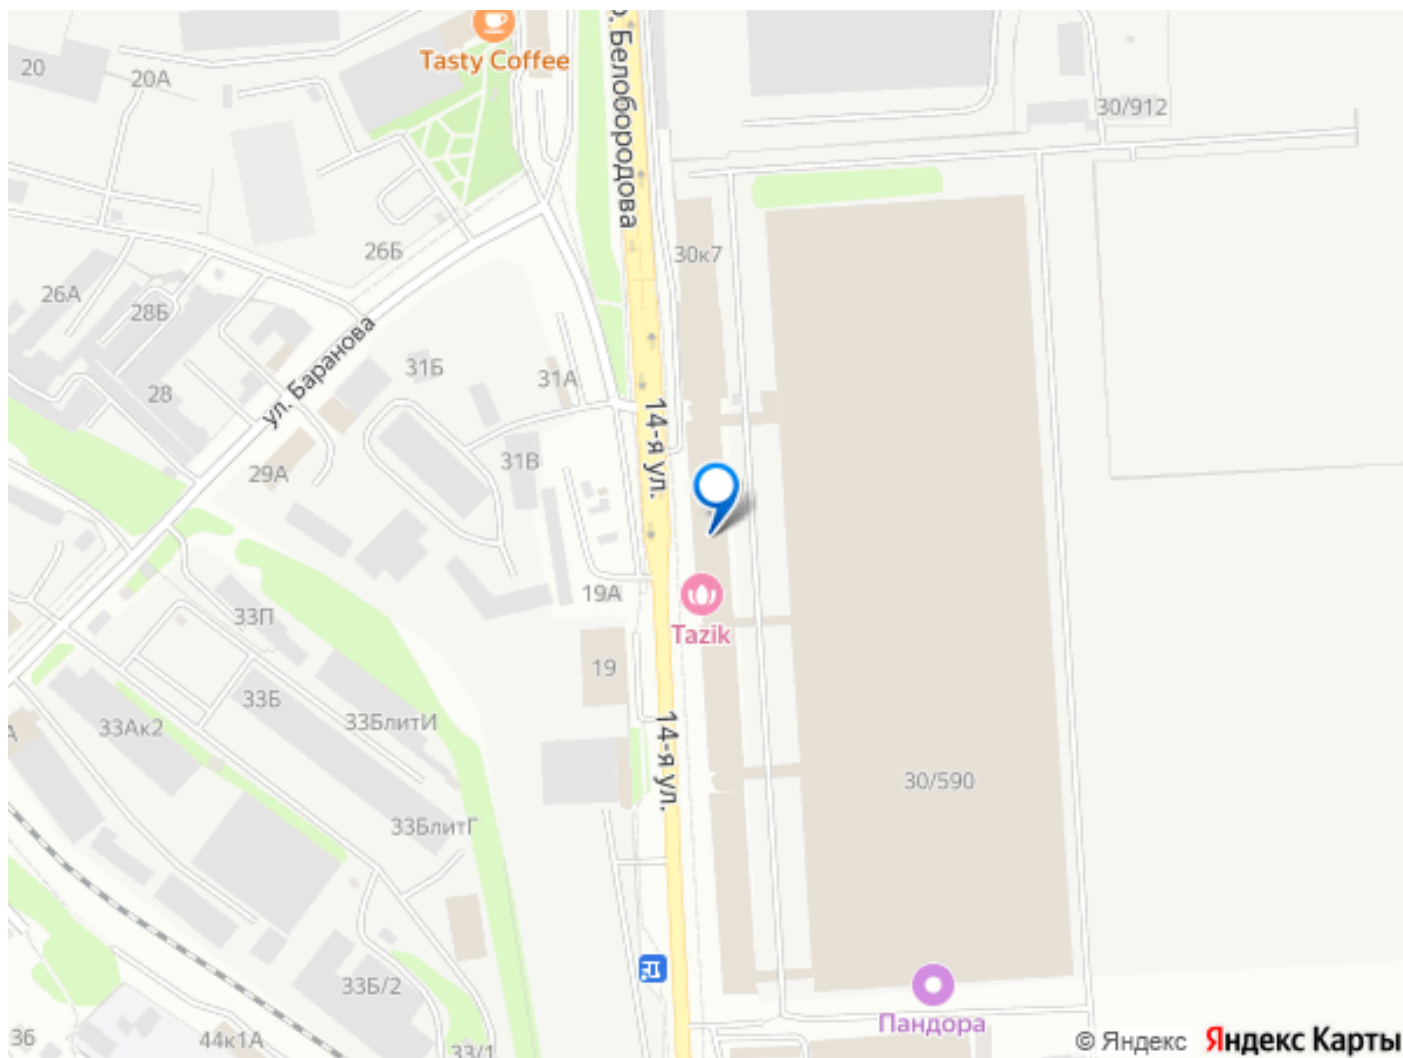 Tasty Coffee
20
20А
Белобородова
30/912
26Б
30к7
26А
28Б
ул. Баранова
31Б
31А
28
14-я ул.
31В
29А
19А
33П
Tazik
19
33Б
33БлитИ
33Ак2
14-я ул.
30/590
33БлитГ
33Б/2
Пандора
36
44к1А
33/1
© Яндекс Яндекс Карты